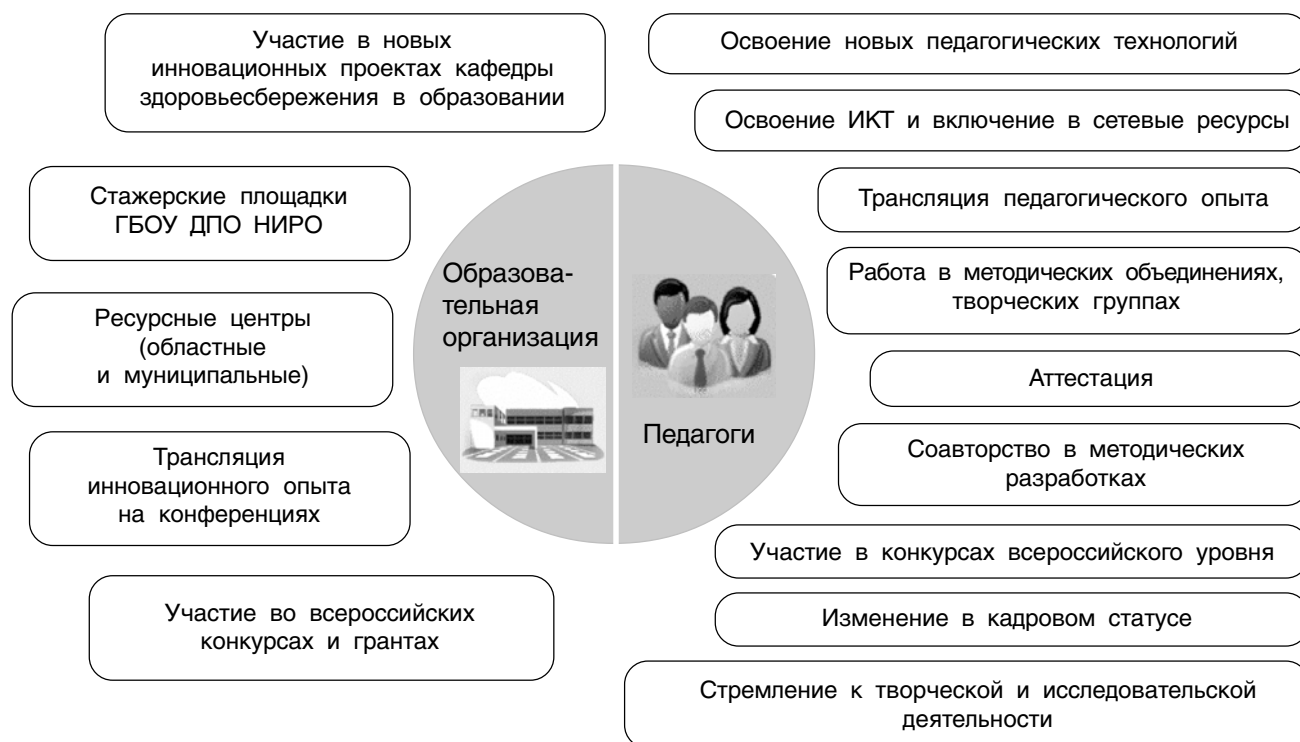 Участие в новых
инновационных проектах кафедры
здоровьесбережения в образовании
Стажерские площадки
ГБОУ ДПО НИРО
Ресурсные центры
(областные
и муниципальные)
Трансляция
инновационного опыта
на конференциях
Участие во всероссийских
конкурсах и грантах
Образова-
тельная
организация
Педагоги
Освоение новых педагогических технологий
Освоение ИКТ и включение в сетевые ресурсы
Трансляция педагогического опыта
Работа в методических объединениях,
творческих группах
Аттестация
Соавторство в методических
разработках
Участие в конкурсах всероссийского уровня
Изменение в кадровом статусе
Стремление к творческой и исследовательской
деятельности